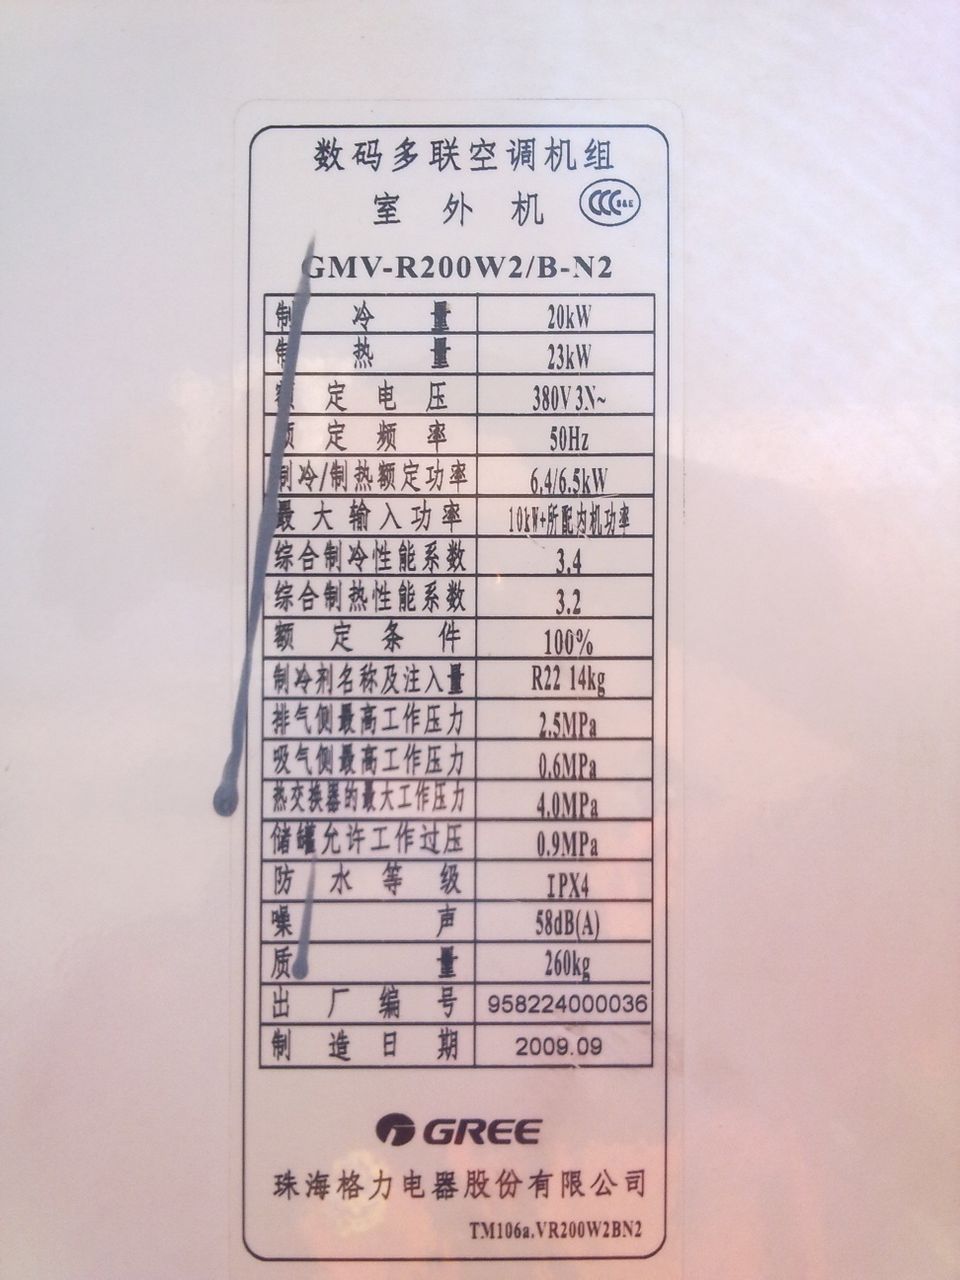 数码多联空调机组
室外机 CCC S&E
GMV-R200W2/B-N2
制冷量 20kW
制热量 23kW
额定电压 380V 3N~
额定频率 50Hz
制冷/制热额定功率 6.4/6.5kW
最大输入功率 10kW+所配内机功率
综合制冷性能系数 3.4
综合制热性能系数 3.2
额定条件 100%
制冷剂名称及注入量 R22 14kg
排气侧最高工作压力 2.5MPa
吸气侧最高工作压力 0.6MPa
热交换器的最大工作压力 4.0MPa
储罐允许工作过压 0.9MPa
防水等级 IPX4
噪声 58dB(A)
质量 260kg
出厂编号 958224000036
制造日期 2009.09
GREE
珠海格力电器股份有限公司
TM106a.VR200W2BN2